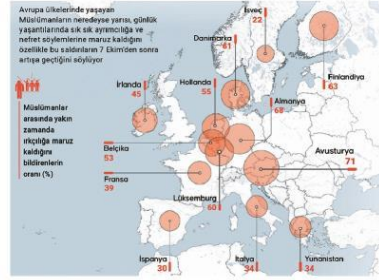 Avrupa ülkelerinde yaşayan
Müslümanların neredeyse yarısı, günlük
yaşantılarında sık sık ayrımcılığa ve
nefret söylemlerine maruz kaldığını
özellikle bu saldırıların 7 Ekim'den sonra
artışa geçtiğini söylüyor
Müslümanlar
arasında yakın
zamanda
ırkçılığa maruz
kaldığını
bildirenlerin
oranı (%)
İsveç
22
Danimarka
41
Finlandiya
63
İrlanda
45
Hollanda
55
Almanya
68
Belçika
53
Fransa
39
Avusturya
71
Lüksemburg
60
İspanya
30
İtalya
34
Yunanistan
34